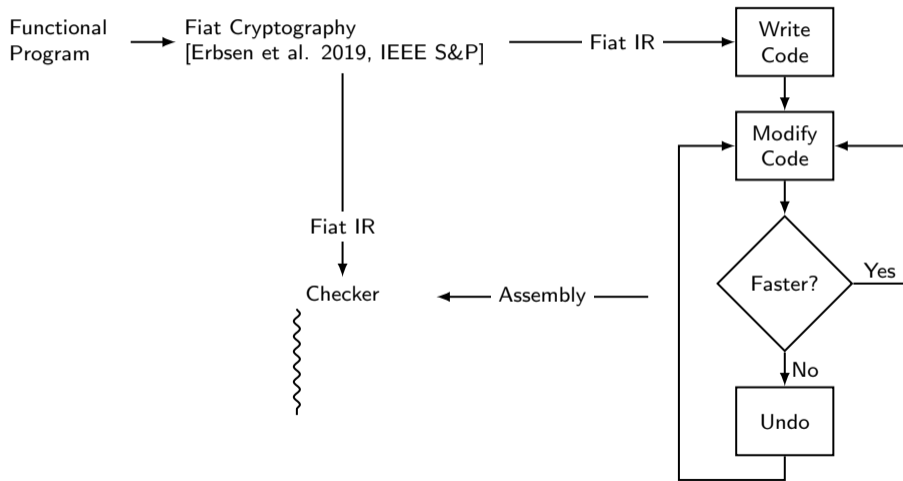 Functional
Program
Fiat Cryptography
[Erbsen et al. 2019, IEEE S&P]
Fiat IR
Write
Code
Modify
Code
Fiat IR
Faster?
Yes
Checker
Assembly
No
Undo